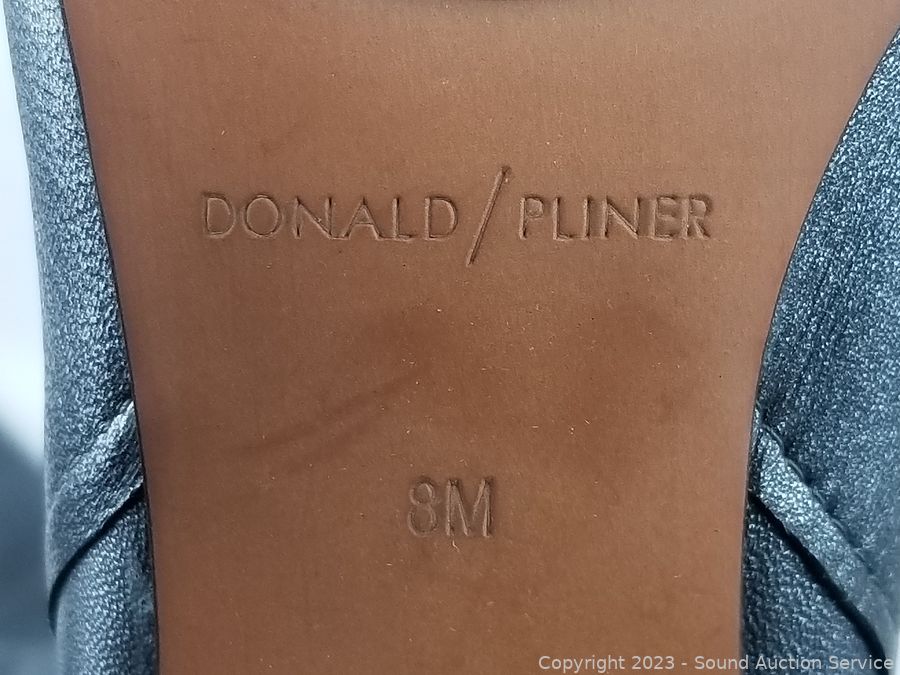 DONALD/PLINER
8M
Copyright 2023 - Sound Auction Service